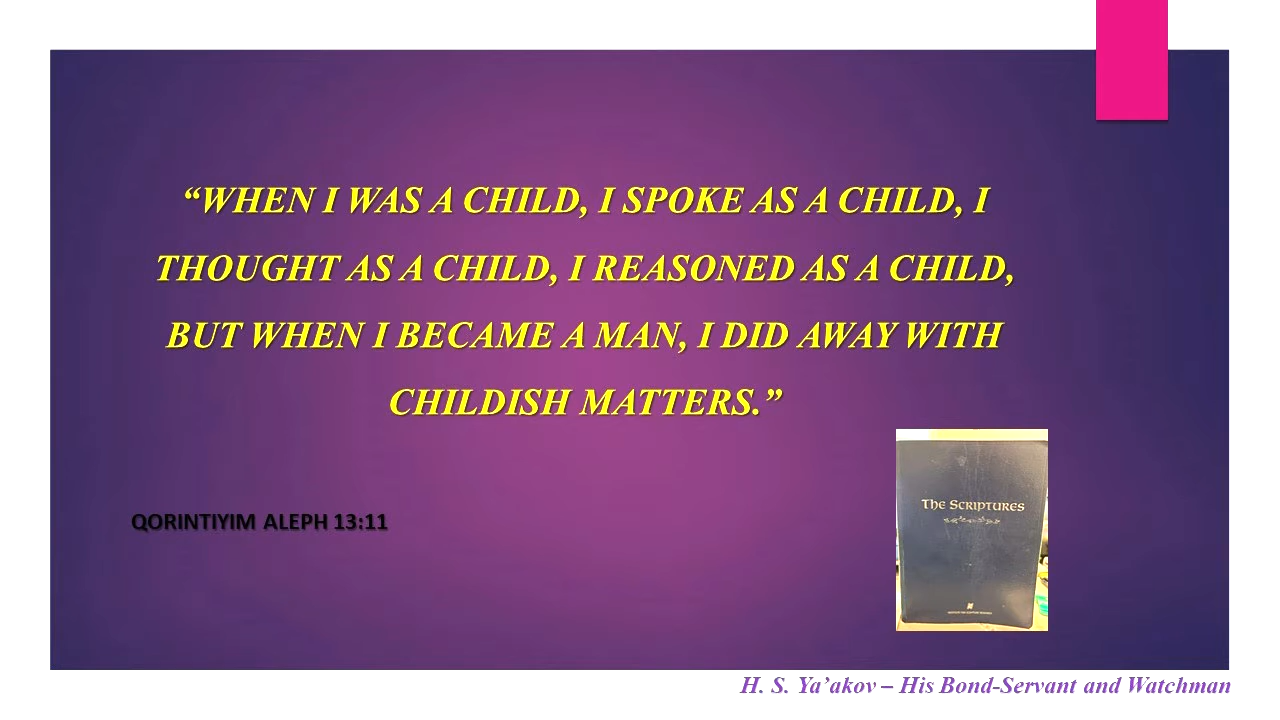 “WHEN I WAS A CHILD, I SPOKE AS A CHILD, I
THOUGHT AS A CHILD, I REASONED AS A CHILD,
BUT WHEN I BECAME A MAN, I DID AWAY WITH
CHILDISH MATTERS.”
The Scriptures
QORINTIYIM ALEPH 13:11
H. S. Ya’akov – His Bond-Servant and Watchman